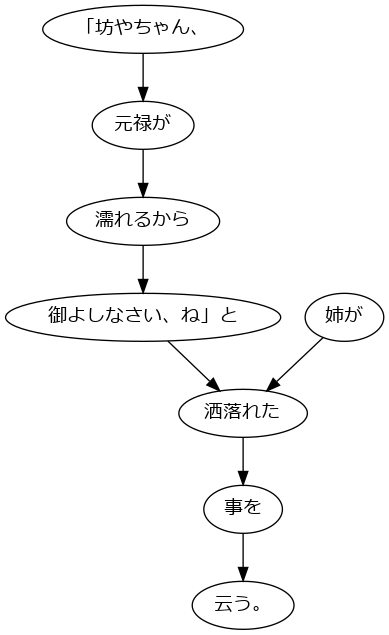 「坊やちゃん、
元禄が
濡れるから
御よしなさい、ね」と
姉が
洒落れた
事を
云う。